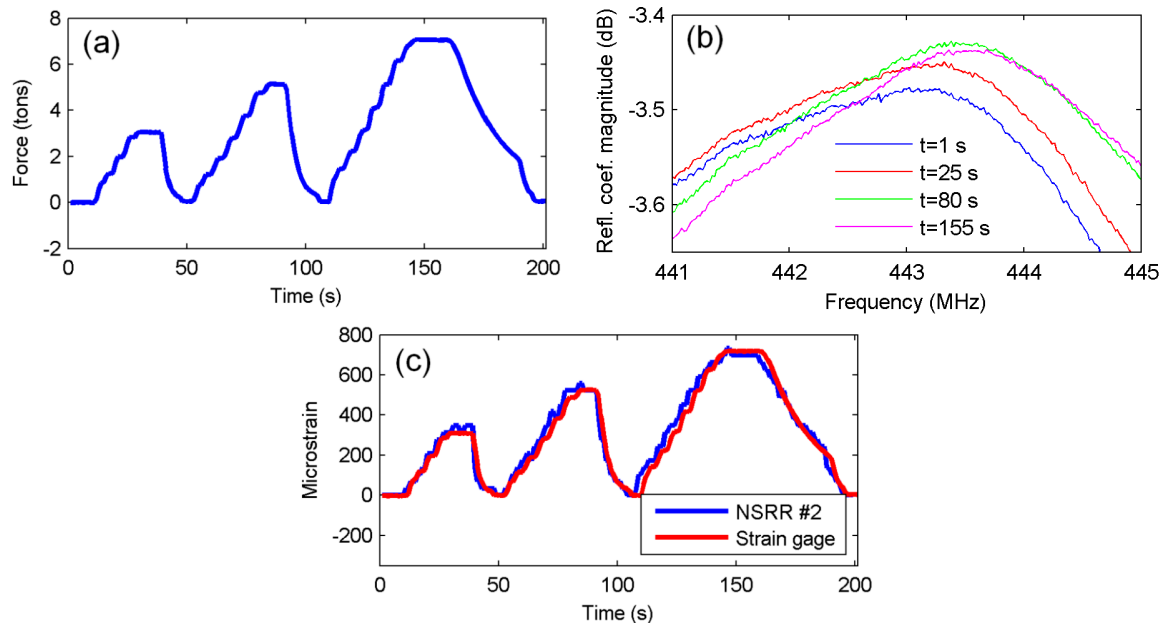 (a)
Force (tons)
8
6
4
2
0
-2
0 50 100 150 200
Time (s)
(b)
Refl. coef. magnitude (dB)
-3.4
-3.5
-3.6
t=1 s
t=25 s
t=80 s
t=155 s
441 442 443 444 445
Frequency (MHz)
(c)
Microstrain
800
600
400
200
0
-200
NSRR #2
Strain gage
0 50 100 150 200
Time (s)